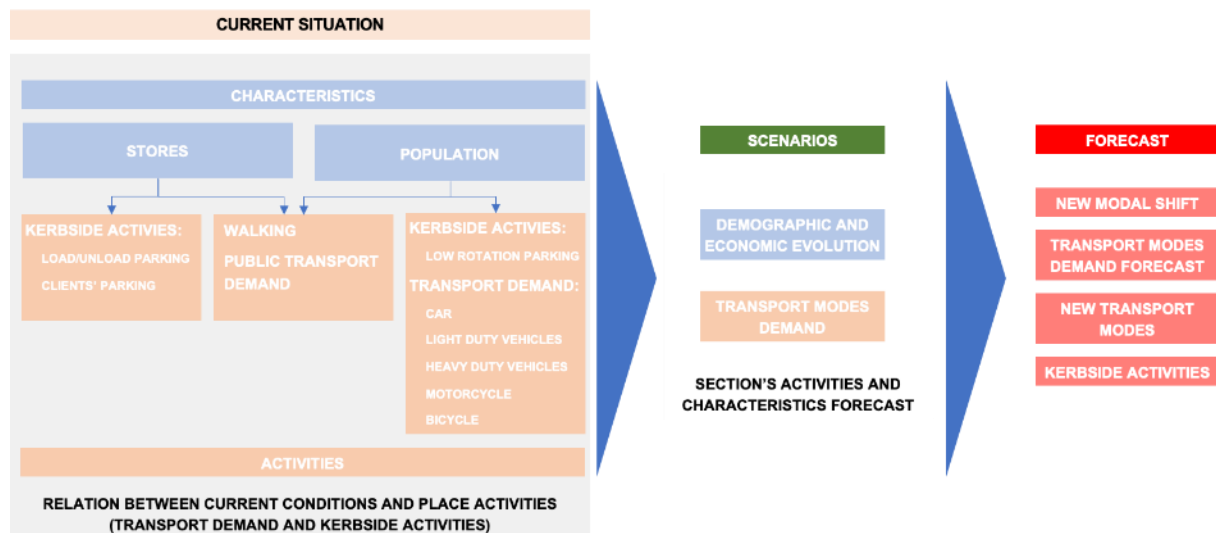 CURRENT SITUATION
CHARACTERISTICS
STORES
POPULATION
KERBSIDE ACTIVIES:
LOAD/UNLOAD PARKING
CLIENTS' PARKING
WALKING
PUBLIC TRANSPORT
DEMAND
KERBSIDE ACTIVIES:
LOW ROTATION PARKING
TRANSPORT DEMAND:
CAR
LIGHT DUTY VEHICLES
HEAVY DUTY VEHICLES
MOTORCYCLE
BICYCLE
ACTIVITIES
RELATION BETWEEN CURRENT CONDITIONS AND PLACE ACTIVITIES
(TRANSPORT DEMAND AND KERBSIDE ACTIVITIES)
SCENARIOS
DEMOGRAPHIC AND
ECONOMIC EVOLUTION
TRANSPORT MODES
DEMAND
SECTION'S ACTIVITIES AND
CHARACTERISTICS FORECAST
FORECAST
NEW MODAL SHIFT
TRANSPORT MODES
DEMAND FORECAST
NEW TRANSPORT
MODES
KERBSIDE ACTIVITIES